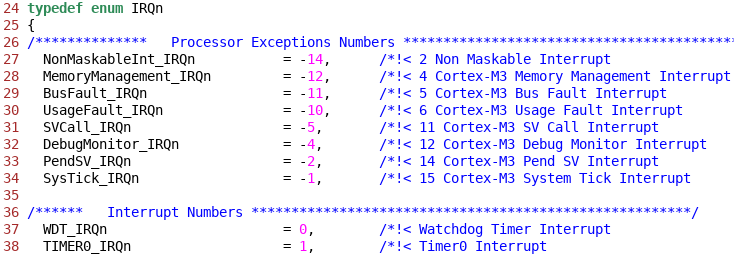 24 typedef enum IRQn
25 {
26 /************** Processor Exceptions Numbers ******************************************
27   NonMaskableInt_IRQn           = -14,      /*!< 2 Non Maskable Interrupt
28   MemoryManagement_IRQn         = -12,      /*!< 4 Cortex-M3 Memory Management Interrupt
29   BusFault_IRQn                 = -11,      /*!< 5 Cortex-M3 Bus Fault Interrupt
30   UsageFault_IRQn               = -10,      /*!< 6 Cortex-M3 Usage Fault Interrupt
31   SVCall_IRQn                   = -5,       /*!< 11 Cortex-M3 SV Call Interrupt
32   DebugMonitor_IRQn             = -4,       /*!< 12 Cortex-M3 Debug Monitor Interrupt
33   PendSV_IRQn                   = -2,       /*!< 14 Cortex-M3 Pend SV Interrupt
34   SysTick_IRQn                  = -1,       /*!< 15 Cortex-M3 System Tick Interrupt
35
36 /******   Interrupt Numbers *******************************************************/
37   WDT_IRQn                      = 0,        /*!< Watchdog Timer Interrupt
38   TIMER0_IRQn                   = 1,        /*!< Timer0 Interrupt